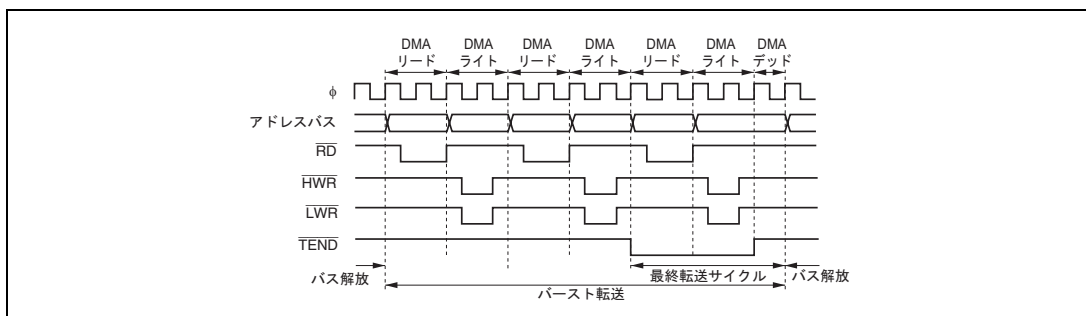 DMA DMA DMA DMA DMA DMA DMA
リード ライト リード ライト リード ライト デッド
φ
アドレスバス
RD
HWR
LWR
TEND
バス解放 最終転送サイクル バス解放
バースト転送